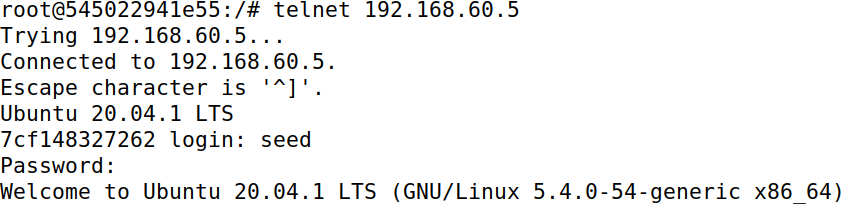 root@545022941e55:/# telnet 192.168.60.5
Trying 192.168.60.5...
Connected to 192.168.60.5.
Escape character is '^]'.
Ubuntu 20.04.1 LTS
7cf148327262 login: seed
Password:
Welcome to Ubuntu 20.04.1 LTS (GNU/Linux 5.4.0-54-generic x86_64)